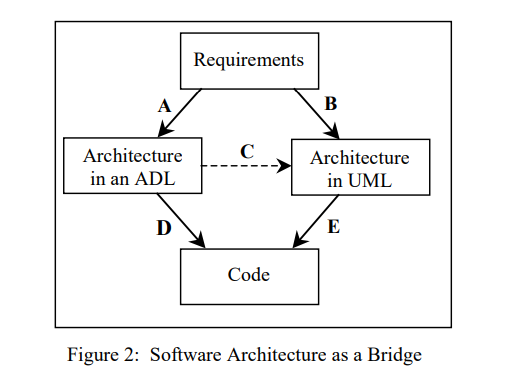 Requirements
A
B
Architecture
in an ADL
C
Architecture
in UML
D
E
Code
Figure 2:  Software Architecture as a Bridge